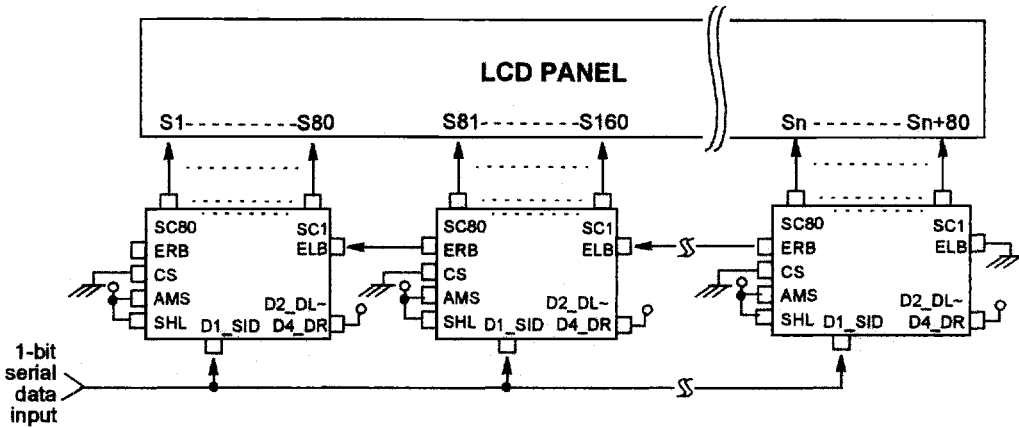 LCD PANEL
S1---------S80
S81---------S160
Sn ------- Sn+80
SC80 SC1
ERB ELB
CS
AMS
D2_DL~
SHL D1_SID D4_DR
SC80 SC1
ERB ELB
CS
AMS
D2_DL~
SHL D1_SID D4_DR
SC80 SC1
ERB ELB
CS
AMS
D2_DL~
SHL D1_SID D4_DR
1-bit
serial
data
input